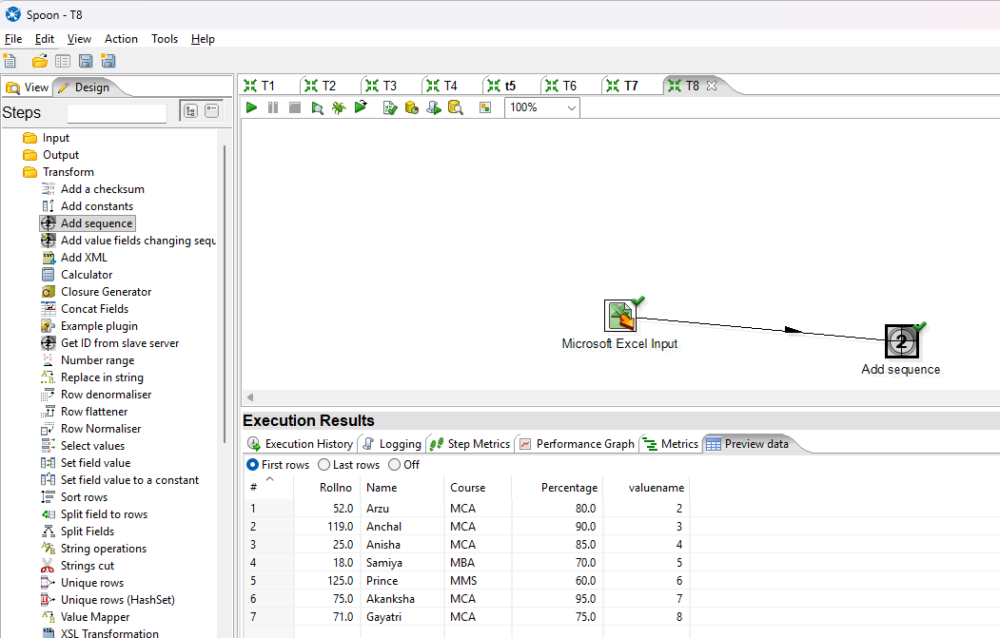 Spoon - T8
File Edit View Action Tools Help
View Design
Steps
Input
Output
Transform
Add a checksum
Add constants
Add sequence
Add value fields changing sequ
Add XML
Calculator
Closure Generator
Concat Fields
Example plugin
Get ID from slave server
Number range
Replace in string
Row denormaliser
Row flattener
Row Normaliser
Select values
Set field value
Set field value to a constant
Sort rows
Split field to rows
Split Fields
String operations
Strings cut
Unique rows
Unique rows (HashSet)
Value Mapper
XSL Transformation
T1 T2 T3 T4 t5 T6 T7 T8
100%
Microsoft Excel Input
2
Add sequence
Execution Results
Execution History Logging Step Metrics Performance Graph Metrics Preview data
First rows Last rows Off
# Rollno Name Course Percentage valuename
1 52.0 Arzu MCA 80.0 2
2 119.0 Anchal MCA 90.0 3
3 25.0 Anisha MCA 85.0 4
4 18.0 Samiya MBA 70.0 5
5 125.0 Prince MMS 60.0 6
6 75.0 Akanksha MCA 95.0 7
7 71.0 Gayatri MCA 75.0 8